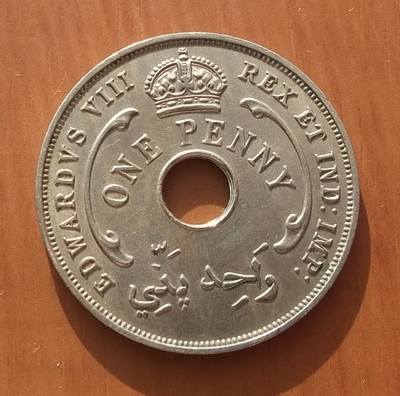 EDWARDVS VIII REX ET IND: IMP:
ONE PENNY
وَاحِد پَنِّي